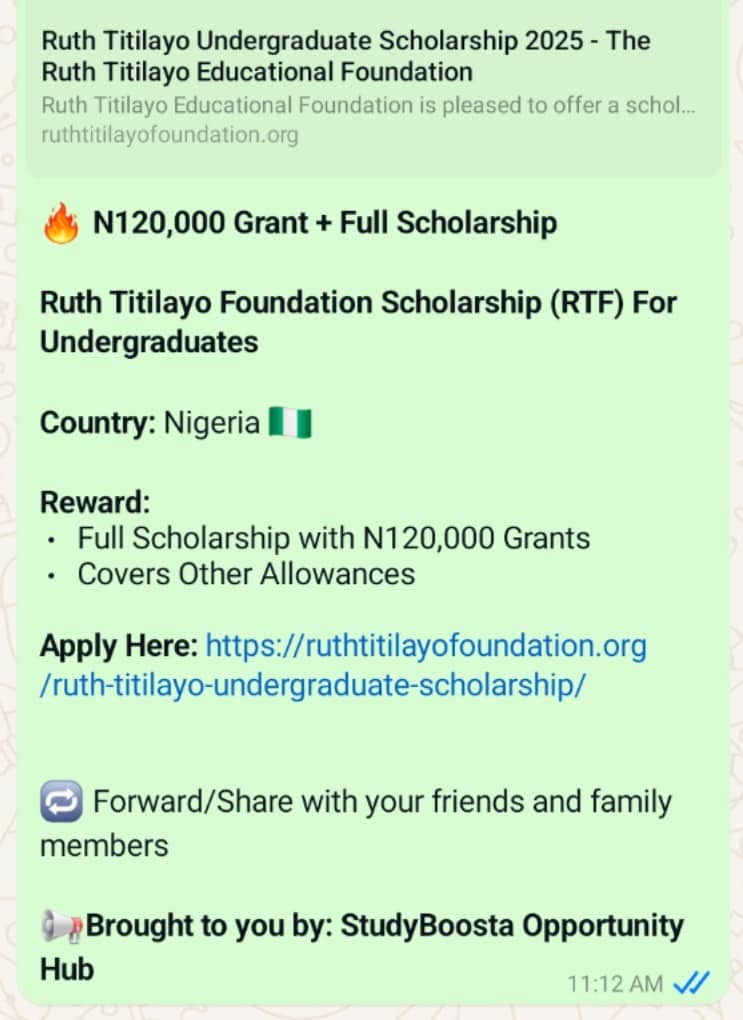 Ruth Titilayo Undergraduate Scholarship 2025 - The
Ruth Titilayo Educational Foundation
Ruth Titilayo Educational Foundation is pleased to offer a schol...
ruthtitilayofoundation.org
🔥 N120,000 Grant + Full Scholarship
Ruth Titilayo Foundation Scholarship (RTF) For
Undergraduates
Country: Nigeria 🇳🇬
Reward:
• Full Scholarship with N120,000 Grants
• Covers Other Allowances
Apply Here: https://ruthtitilayofoundation.org
/ruth-titilayo-undergraduate-scholarship/
🔁 Forward/Share with your friends and family
members
📢Brought to you by: StudyBoosta Opportunity
Hub
11:12 AM